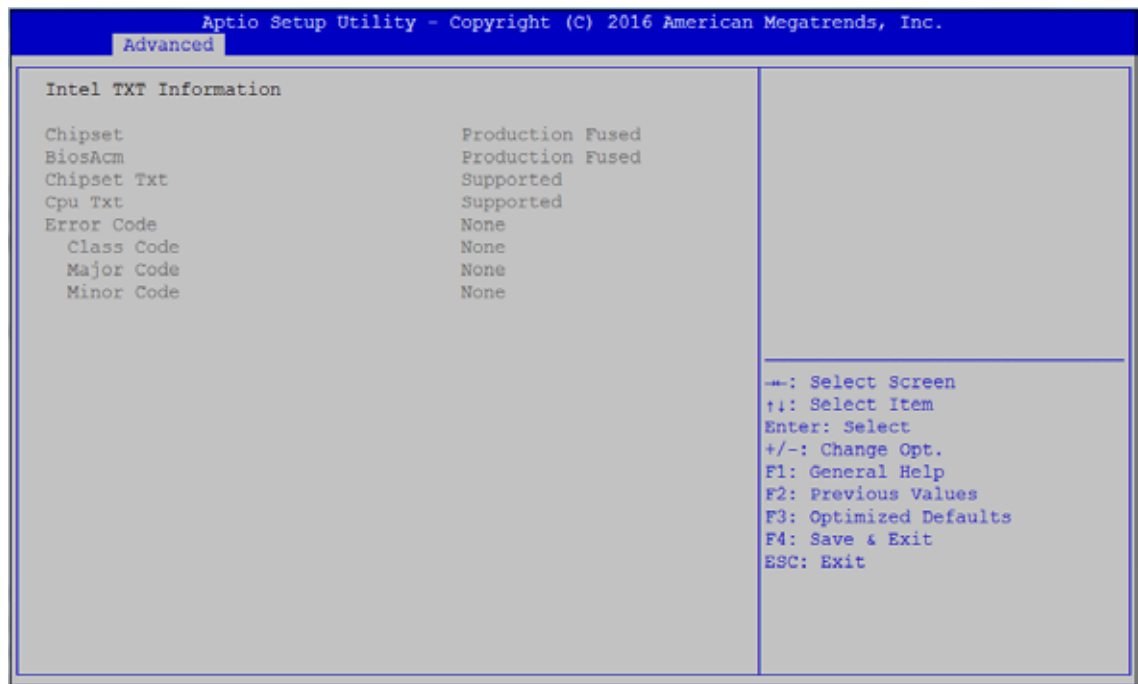 Aptio Setup Utility - Copyright (C) 2016 American Megatrends, Inc.
Advanced
Intel TXT Information
Chipset Production Fused
BiosAcm Production Fused
Chipset Txt Supported
Cpu Txt Supported
Error Code None
Class Code None
Major Code None
Minor Code None
→←: Select Screen
↑↓: Select Item
Enter: Select
+/-: Change Opt.
F1: General Help
F2: Previous Values
F3: Optimized Defaults
F4: Save & Exit
ESC: Exit